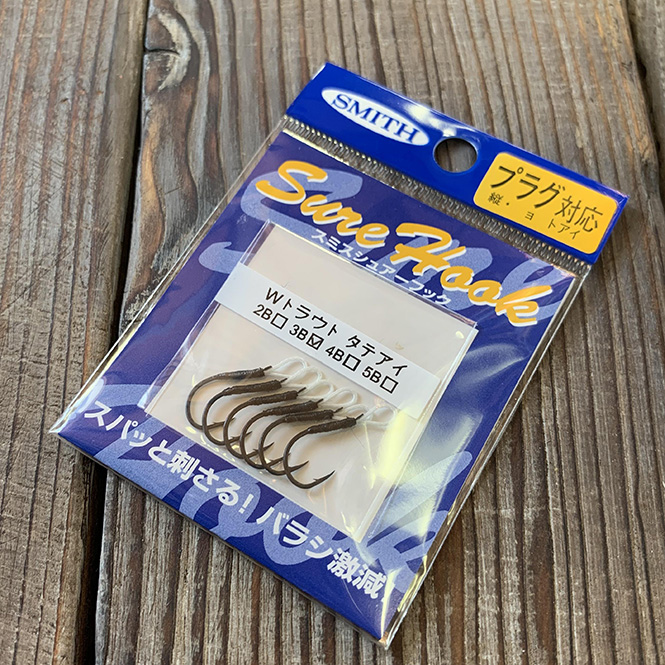 SMITH
プラグ対応
縦・ヨ トアイ
Sure Hook
スミスシュアーフック
Wトラウト タテアイ
2B□ 3B☑ 4B□ 5B□
スパッと刺さる！バラシ激減